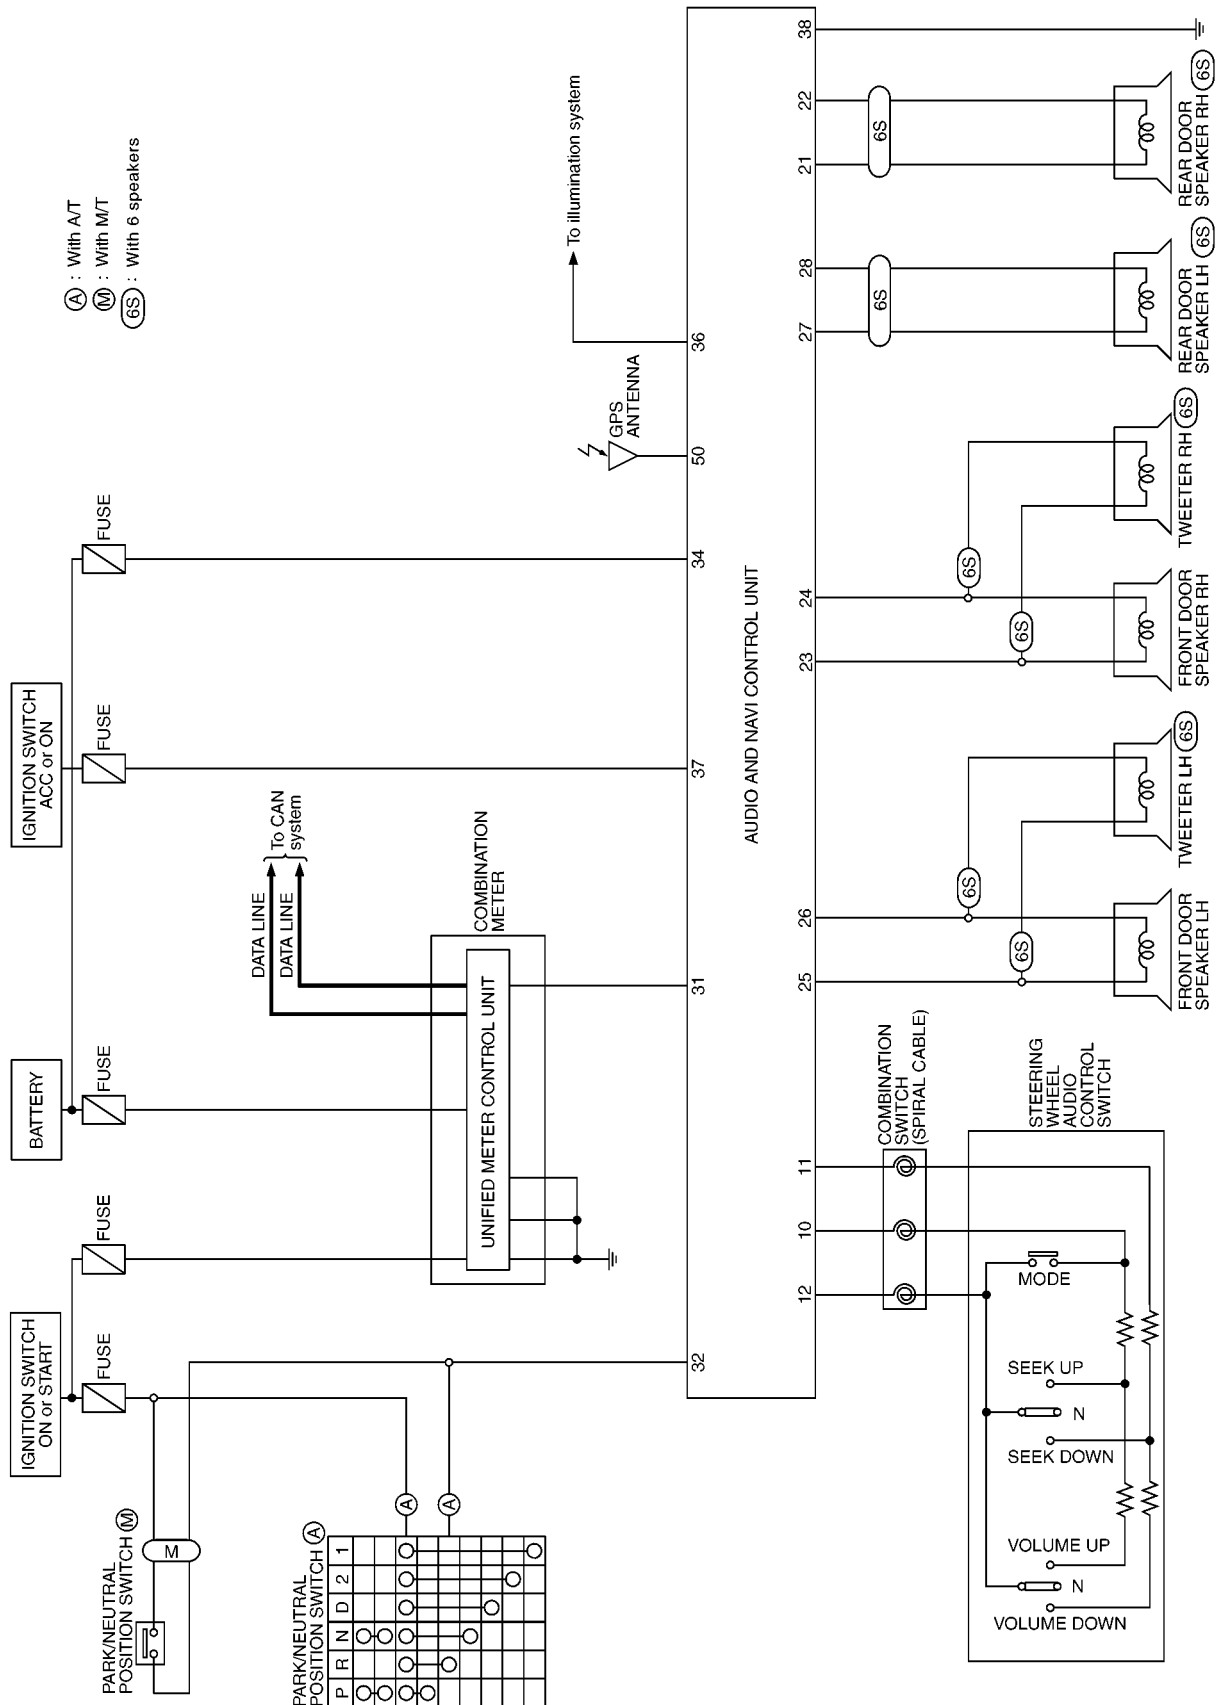 Ⓐ : With A/T
Ⓜ : With M/T
6S : With 6 speakers
IGNITION SWITCH
ON or START
BATTERY
IGNITION SWITCH
ACC or ON
FUSE
FUSE
FUSE
FUSE
FUSE
PARK/NEUTRAL
POSITION SWITCH Ⓜ
M
PARK/NEUTRAL
POSITION SWITCH Ⓐ
P
R
N
D
2
1
A
A
DATA LINE
DATA LINE
To CAN
system
COMBINATION
METER
UNIFIED METER CONTROL UNIT
GPS
ANTENNA
To illumination system
32
31
37
34
50
36
AUDIO AND NAVI CONTROL UNIT
12
10
11
25
26
23
24
27
28
21
22
38
COMBINATION
SWITCH
(SPIRAL CABLE)
6S
6S
6S
6S
6S
6S
STEERING
WHEEL
AUDIO
CONTROL
SWITCH
MODE
SEEK UP
N
SEEK DOWN
VOLUME UP
N
VOLUME DOWN
FRONT DOOR
SPEAKER LH
TWEETER LH 6S
FRONT DOOR
SPEAKER RH
TWEETER RH 6S
REAR DOOR
SPEAKER LH 6S
REAR DOOR
SPEAKER RH 6S